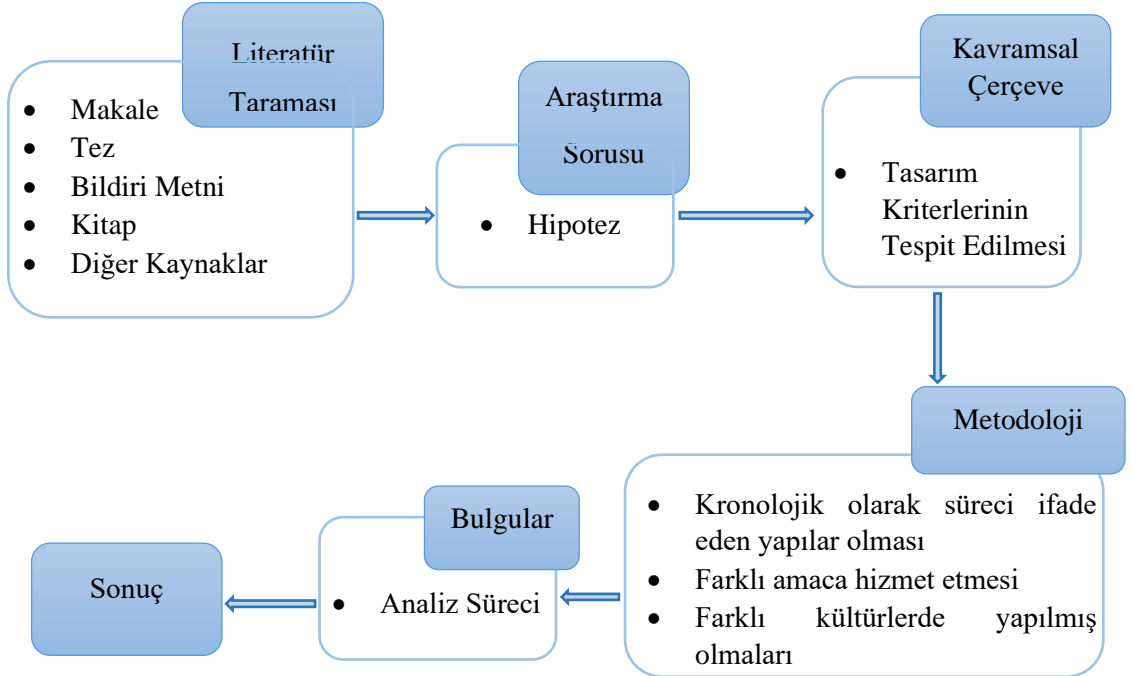 Literatür
Taraması
• Makale
• Tez
• Bildiri Metni
• Kitap
• Diğer Kaynaklar
Araştırma
Sorusu
• Hipotez
Kavramsal
Çerçeve
• Tasarım
Kriterlerinin
Tespit Edilmesi
Metodoloji
• Kronolojik olarak süreci ifade
eden yapılar olması
• Farklı amaca hizmet etmesi
• Farklı kültürlerde yapılmış
olmaları
Bulgular
• Analiz Süreci
Sonuç